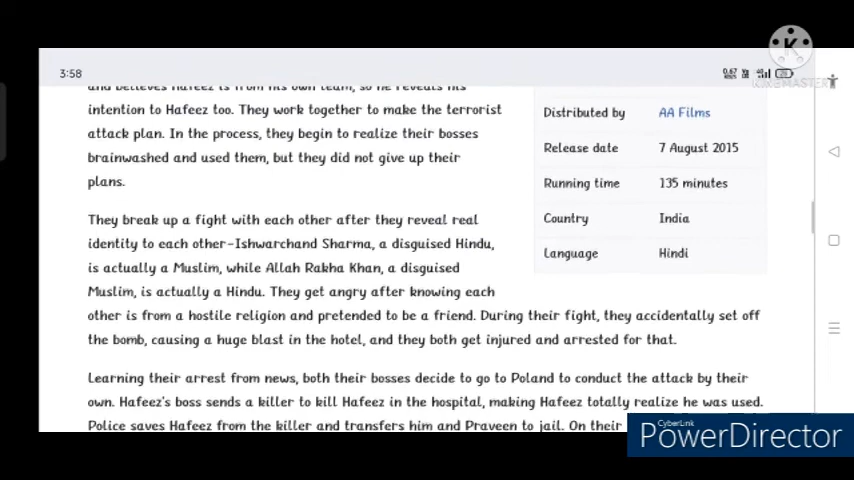 3:58
KINEMASTER
and believes Hafeez is from his own team, so he reveals his
intention to Hafeez too. They work together to make the terrorist
attack plan. In the process, they begin to realize their bosses
brainwashed and used them, but they did not give up their
plans.
Distributed by AA Films
Release date 7 August 2015
Running time 135 minutes
Country India
Language Hindi
They break up a fight with each other after they reveal real
identity to each other-Ishwarchand Sharma, a disguised Hindu,
is actually a Muslim, while Allah Rakha Khan, a disguised
Muslim, is actually a Hindu. They get angry after knowing each
other is from a hostile religion and pretended to be a friend. During their fight, they accidentally set off
the bomb, causing a huge blast in the hotel, and they both get injured and arrested for that.
Learning their arrest from news, both their bosses decide to go to Poland to conduct the attack by their
own. Hafeez's boss sends a killer to kill Hafeez in the hospital, making Hafeez totally realize he was used.
Police saves Hafeez from the killer and transfers him and Praveen to jail. On their
CyberLink
PowerDirector